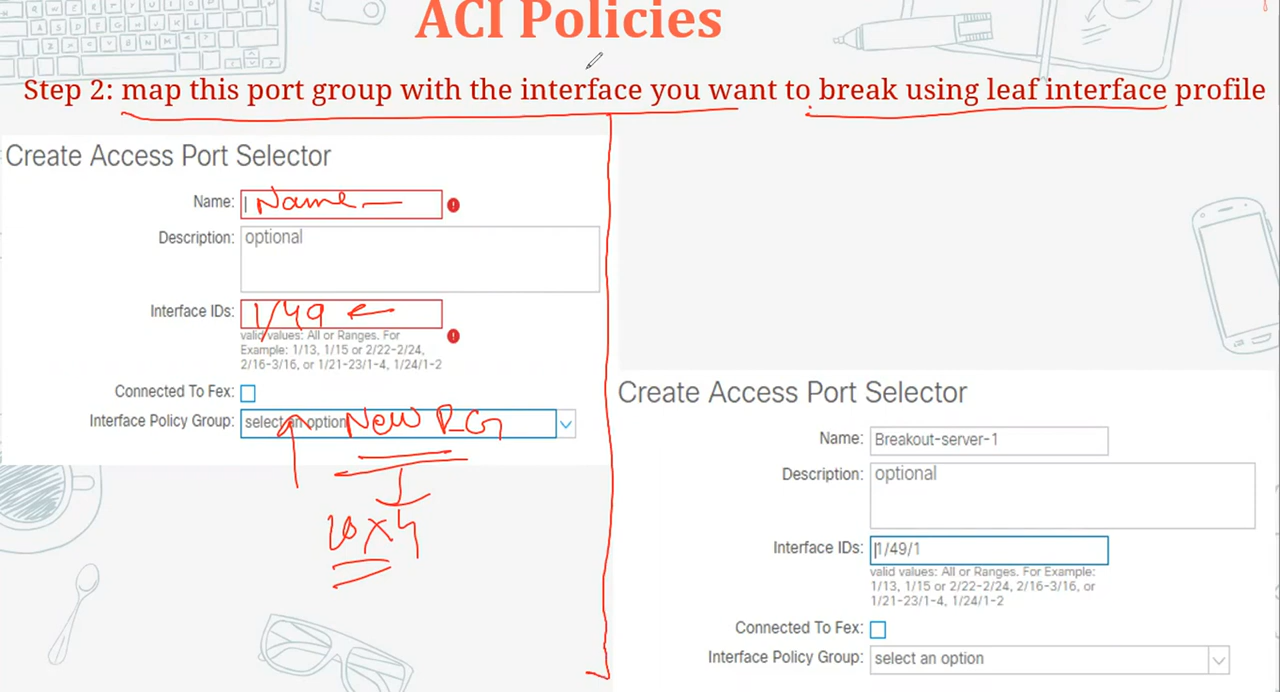 ACI Policies
Step 2: map this port group with the interface you want to break using leaf interface profile
Create Access Port Selector
Name: Name
Description: optional
Interface IDs: 1/49
valid values: All or Ranges. For
Example: 1/13, 1/15 or 2/22-2/24,
2/16-3/16, or 1/21-23/1-4, 1/24/1-2
Connected To Fex:
Interface Policy Group: select an option New PG
Create Access Port Selector
Name: Breakout-server-1
Description: optional
Interface IDs: 1/49/1
valid values: All or Ranges. For Example:
1/13, 1/15 or 2/22-2/24, 2/16-3/16, or
1/21-23/1-4, 1/24/1-2
Connected To Fex:
Interface Policy Group: select an option